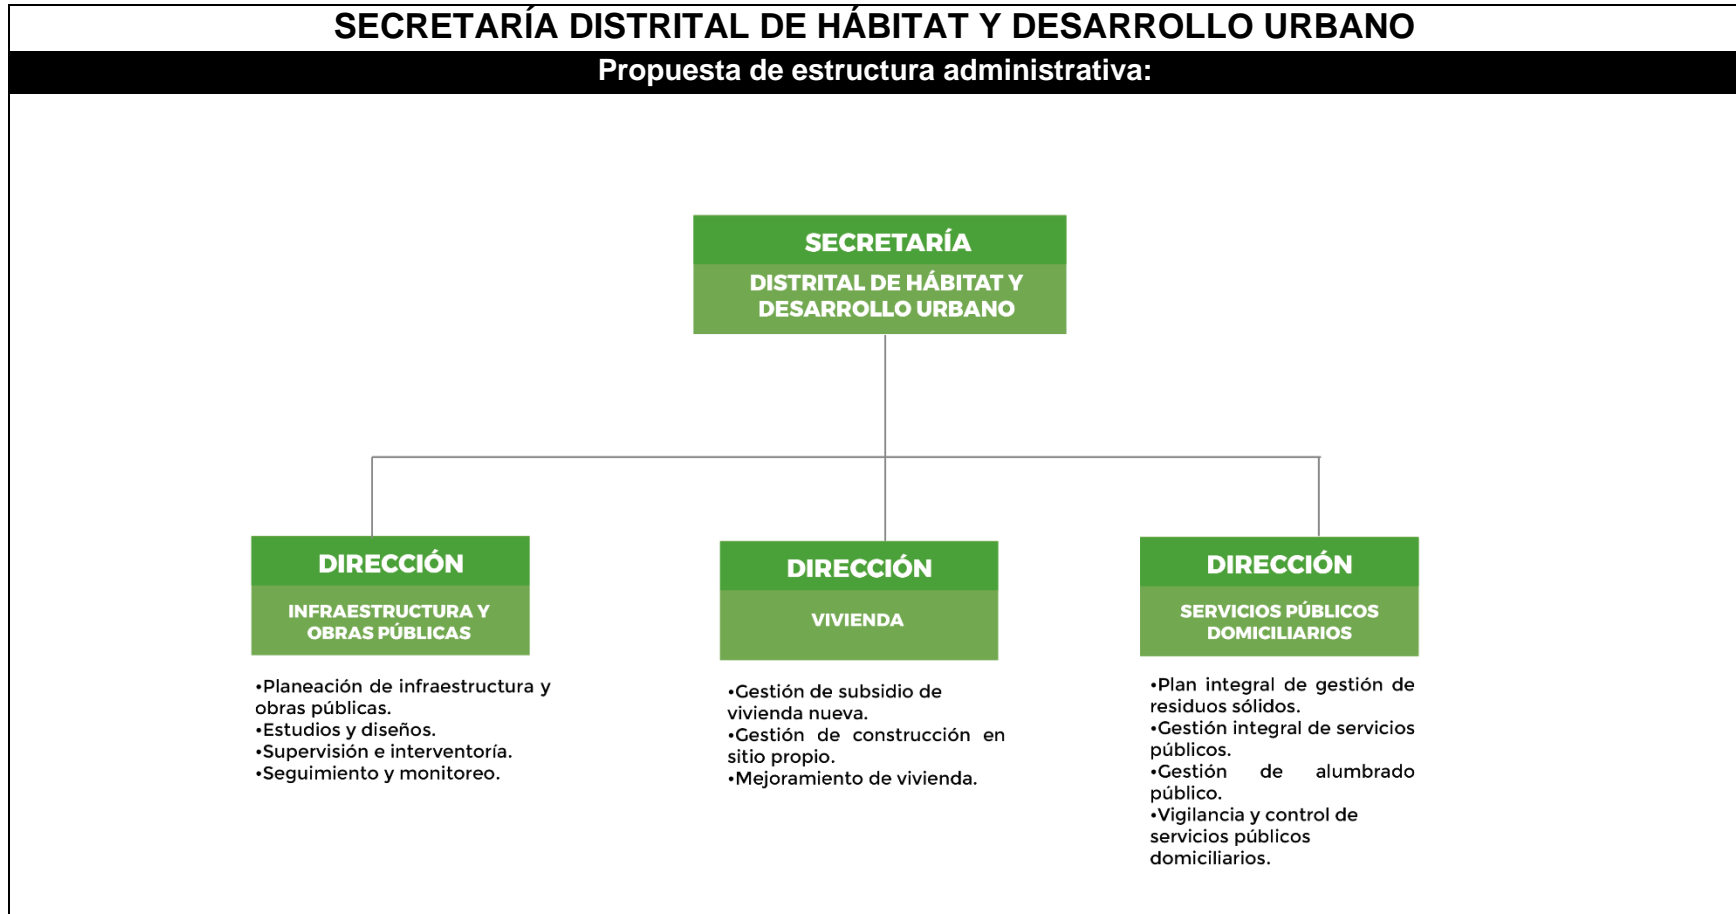 SECRETARÍA DISTRITAL DE HÁBITAT Y DESARROLLO URBANO
Propuesta de estructura administrativa:
SECRETARÍA
DISTRITAL DE HÁBITAT Y
DESARROLLO URBANO
DIRECCIÓN
INFRAESTRUCTURA Y
OBRAS PÚBLICAS
•Planeación de infraestructura y
obras públicas.
•Estudios y diseños.
•Supervisión e interventoría.
•Seguimiento y monitoreo.
DIRECCIÓN
VIVIENDA
•Gestión de subsidio de
vivienda nueva.
•Gestión de construcción en
sitio propio.
•Mejoramiento de vivienda.
DIRECCIÓN
SERVICIOS PÚBLICOS
DOMICILIARIOS
•Plan integral de gestión de
residuos sólidos.
•Gestión integral de servicios
públicos.
•Gestión de alumbrado
público.
•Vigilancia y control de
servicios públicos
domiciliarios.